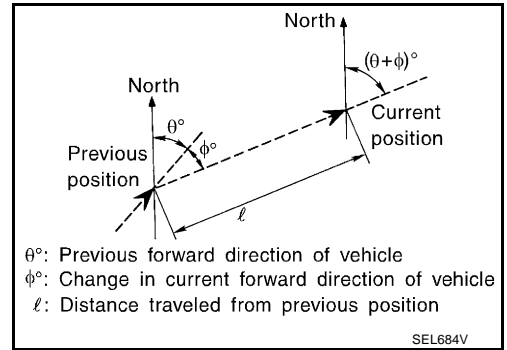 North
(θ+ϕ)°
North
θ°
ϕ°
Previous
position
Current
position
ℓ
θ°: Previous forward direction of vehicle
ϕ°: Change in current forward direction of vehicle
ℓ: Distance traveled from previous position
SEL684V